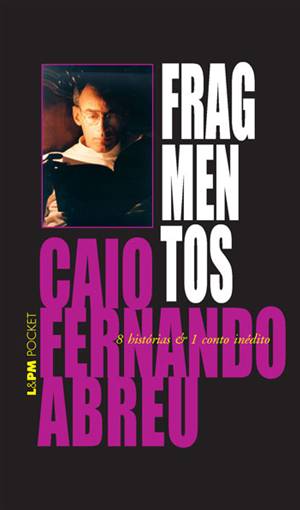 FRAG
MEN
TOS
CAIO
FERNANDO
ABREU
8 histórias & 1 conto inédito
L&PM POCKET